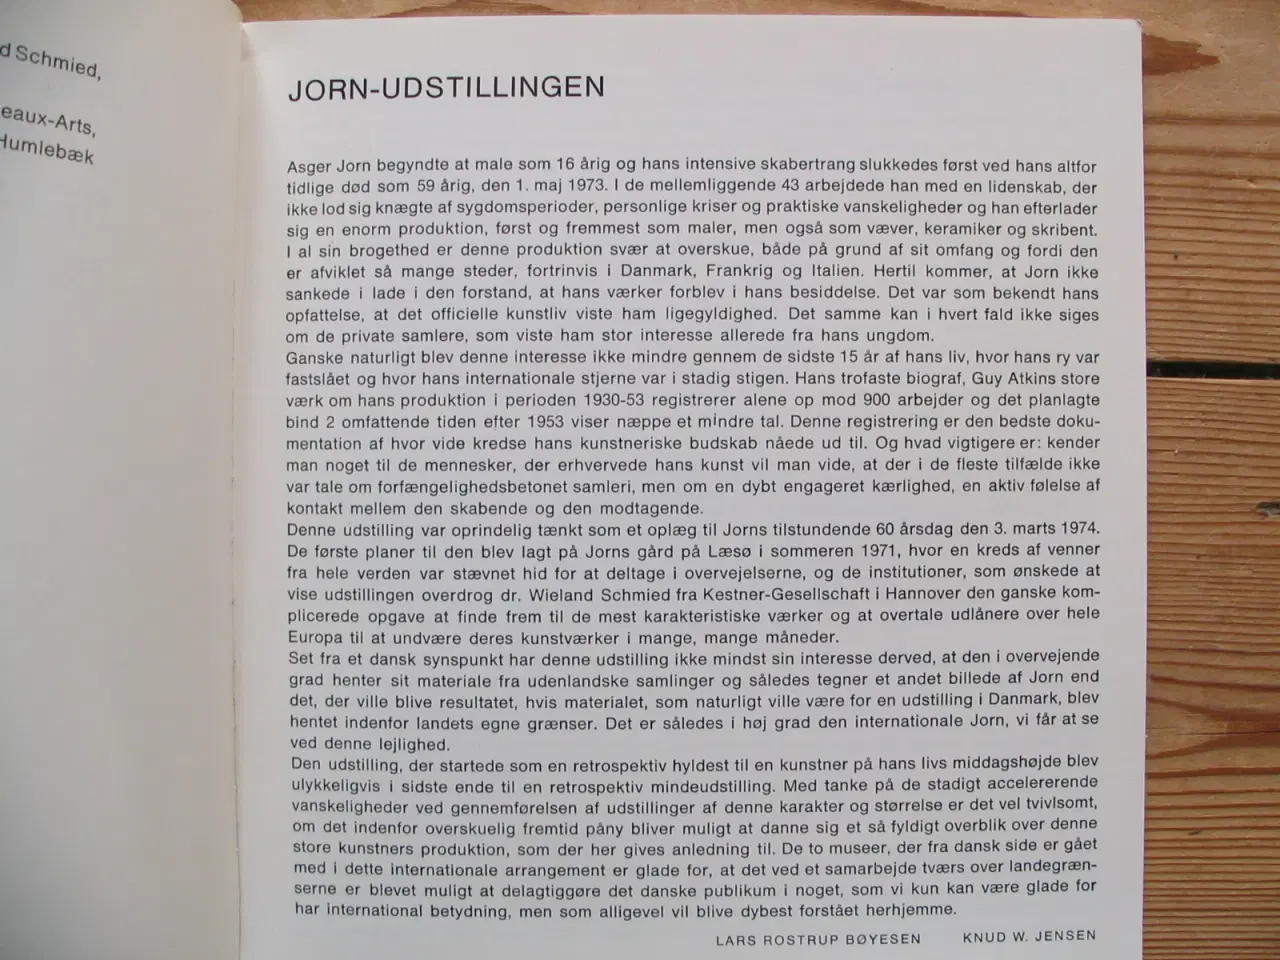 d Schmied,
eaux-Arts,
Humlebæk
JORN-UDSTILLINGEN
Asger Jorn begyndte at male som 16 årig og hans intensive skabertrang slukkedes først ved hans altfor
tidlige død som 59 årig, den 1. maj 1973. I de mellemliggende 43 arbejdede han med en lidenskab, der
ikke lod sig knægte af sygdomsperioder, personlige kriser og praktiske vanskeligheder og han efterlader
sig en enorm produktion, først og fremmest som maler, men også som væver, keramiker og skribent.
I al sin brogethed er denne produktion svær at overskue, både på grund af sit omfang og fordi den
er afviklet så mange steder, fortrinvis i Danmark, Frankrig og Italien. Hertil kommer, at Jorn ikke
sankede i lade i den forstand, at hans værker forblev i hans besiddelse. Det var som bekendt hans
opfattelse, at det officielle kunstliv viste ham ligegyldighed. Det samme kan i hvert fald ikke siges
om de private samlere, som viste ham stor interesse allerede fra hans ungdom.
Ganske naturligt blev denne interesse ikke mindre gennem de sidste 15 år af hans liv, hvor hans ry var
fastslået og hvor hans internationale stjerne var i stadig stigen. Hans trofaste biograf, Guy Atkins store
værk om hans produktion i perioden 1930-53 registrerer alene op mod 900 arbejder og det planlagte
bind 2 omfattende tiden efter 1953 viser næppe et mindre tal. Denne registrering er den bedste doku-
mentation af hvor vide kredse hans kunstneriske budskab nåede ud til. Og hvad vigtigere er: kender
man noget til de mennesker, der erhvervede hans kunst vil man vide, at der i de fleste tilfælde ikke
var tale om forfængelighedsbetonet samleri, men om en dybt engageret kærlighed, en aktiv følelse af
kontakt mellem den skabende og den modtagende.
Denne udstilling var oprindelig tænkt som et oplæg til Jorns tilstundende 60 årsdag den 3. marts 1974.
De første planer til den blev lagt på Jorns gård på Læsø i sommeren 1971, hvor en kreds af venner
fra hele verden var stævnet hid for at deltage i overvejelserne, og de institutioner, som ønskede at
vise udstillingen overdrog dr. Wieland Schmied fra Kestner-Gesellschaft i Hannover den ganske kom-
plicerede opgave at finde frem til de mest karakteristiske værker og at overtale udlånere over hele
Europa til at undvære deres kunstværker i mange, mange måneder.
Set fra et dansk synspunkt har denne udstilling ikke mindst sin interesse derved, at den i overvejende
grad henter sit materiale fra udenlandske samlinger og således tegner et andet billede af Jorn end
det, der ville blive resultatet, hvis materialet, som naturligt ville være for en udstilling i Danmark, blev
hentet indenfor landets egne grænser. Det er således i høj grad den internationale Jorn, vi får at se
ved denne lejlighed.
Den udstilling, der startede som en retrospektiv hyldest til en kunstner på hans livs middagshøjde blev
ulykkeligvis i sidste ende til en retrospektiv mindeudstilling. Med tanke på de stadigt accelererende
vanskeligheder ved gennemførelsen af udstillinger af denne karakter og størrelse er det vel tvivlsomt,
om det indenfor overskuelig fremtid påny bliver muligt at danne sig et så fyldigt overblik over denne
store kunstners produktion, som der her gives anledning til. De to museer, der fra dansk side er gået
med i dette internationale arrangement er glade for, at det ved et samarbejde tværs over landegræn-
serne er blevet muligt at delagtiggøre det danske publikum i noget, som vi kun kan være glade for
har international betydning, men som alligevel vil blive dybest forstået herhjemme.
LARS ROSTRUP BØYESEN KNUD W. JENSEN